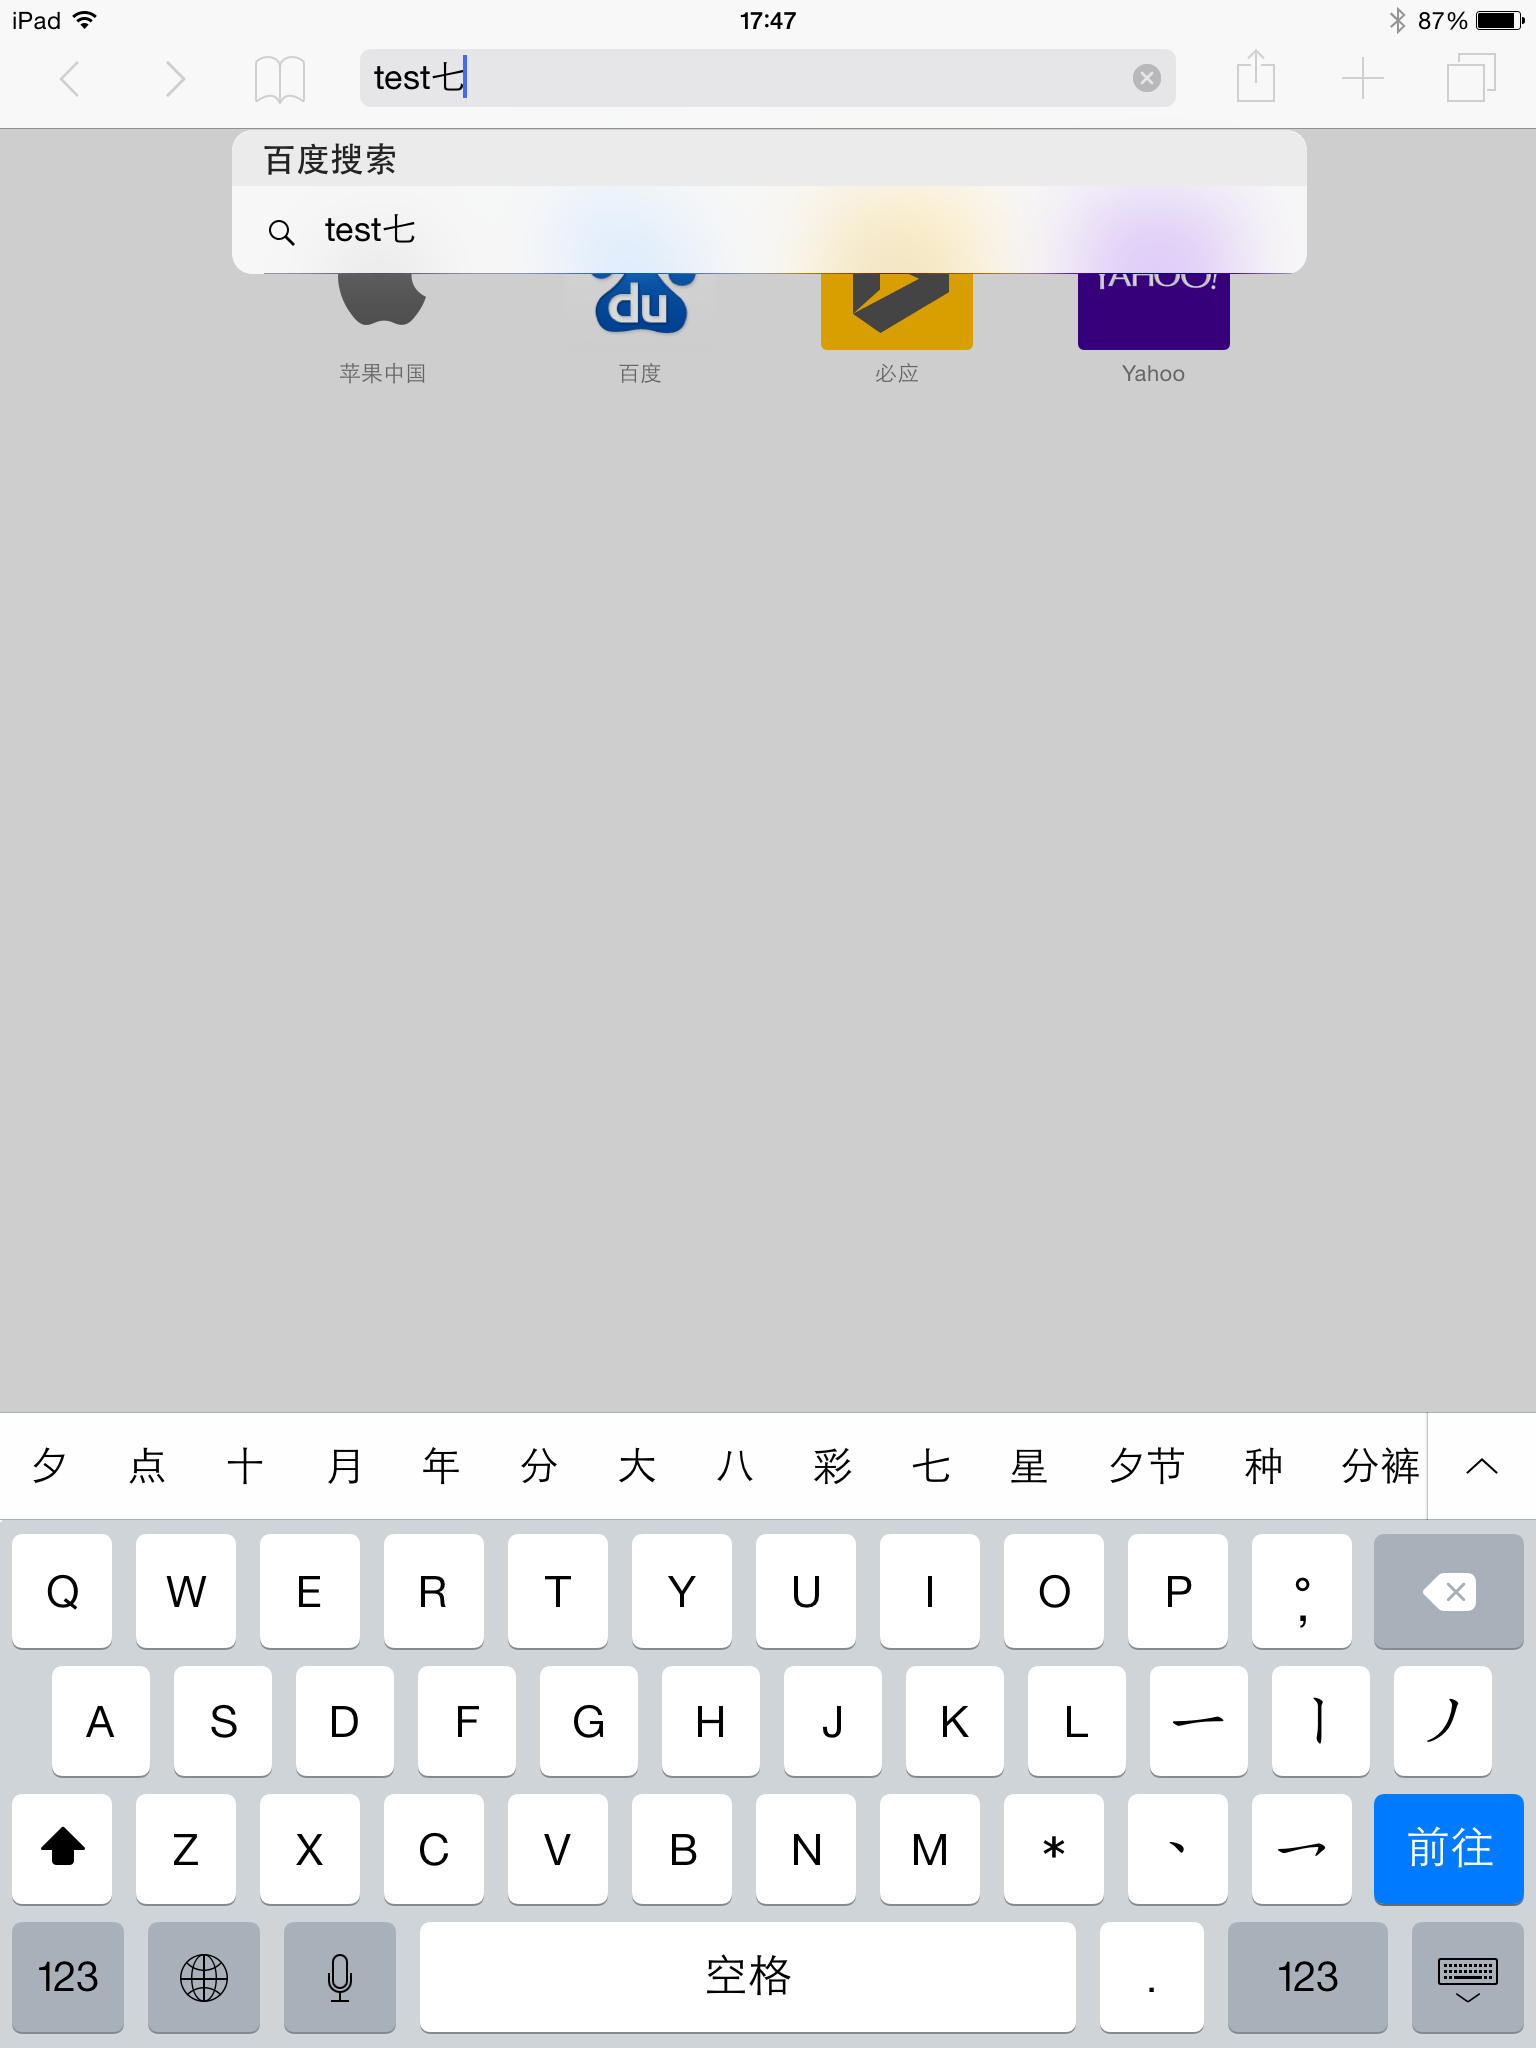 iPad 17:47 87%
test七
百度搜索
test七
du YAHOO!
苹果中国 百度 必应 Yahoo
夕 点 十 月 年 分 大 八 彩 七 星 夕节 种 分裤
Q W E R T Y U I O P 。,
A S D F G H J K L 一 丨 丿
Z X C V B N M * 丶 ㇀ 前往
123 空格 . 123